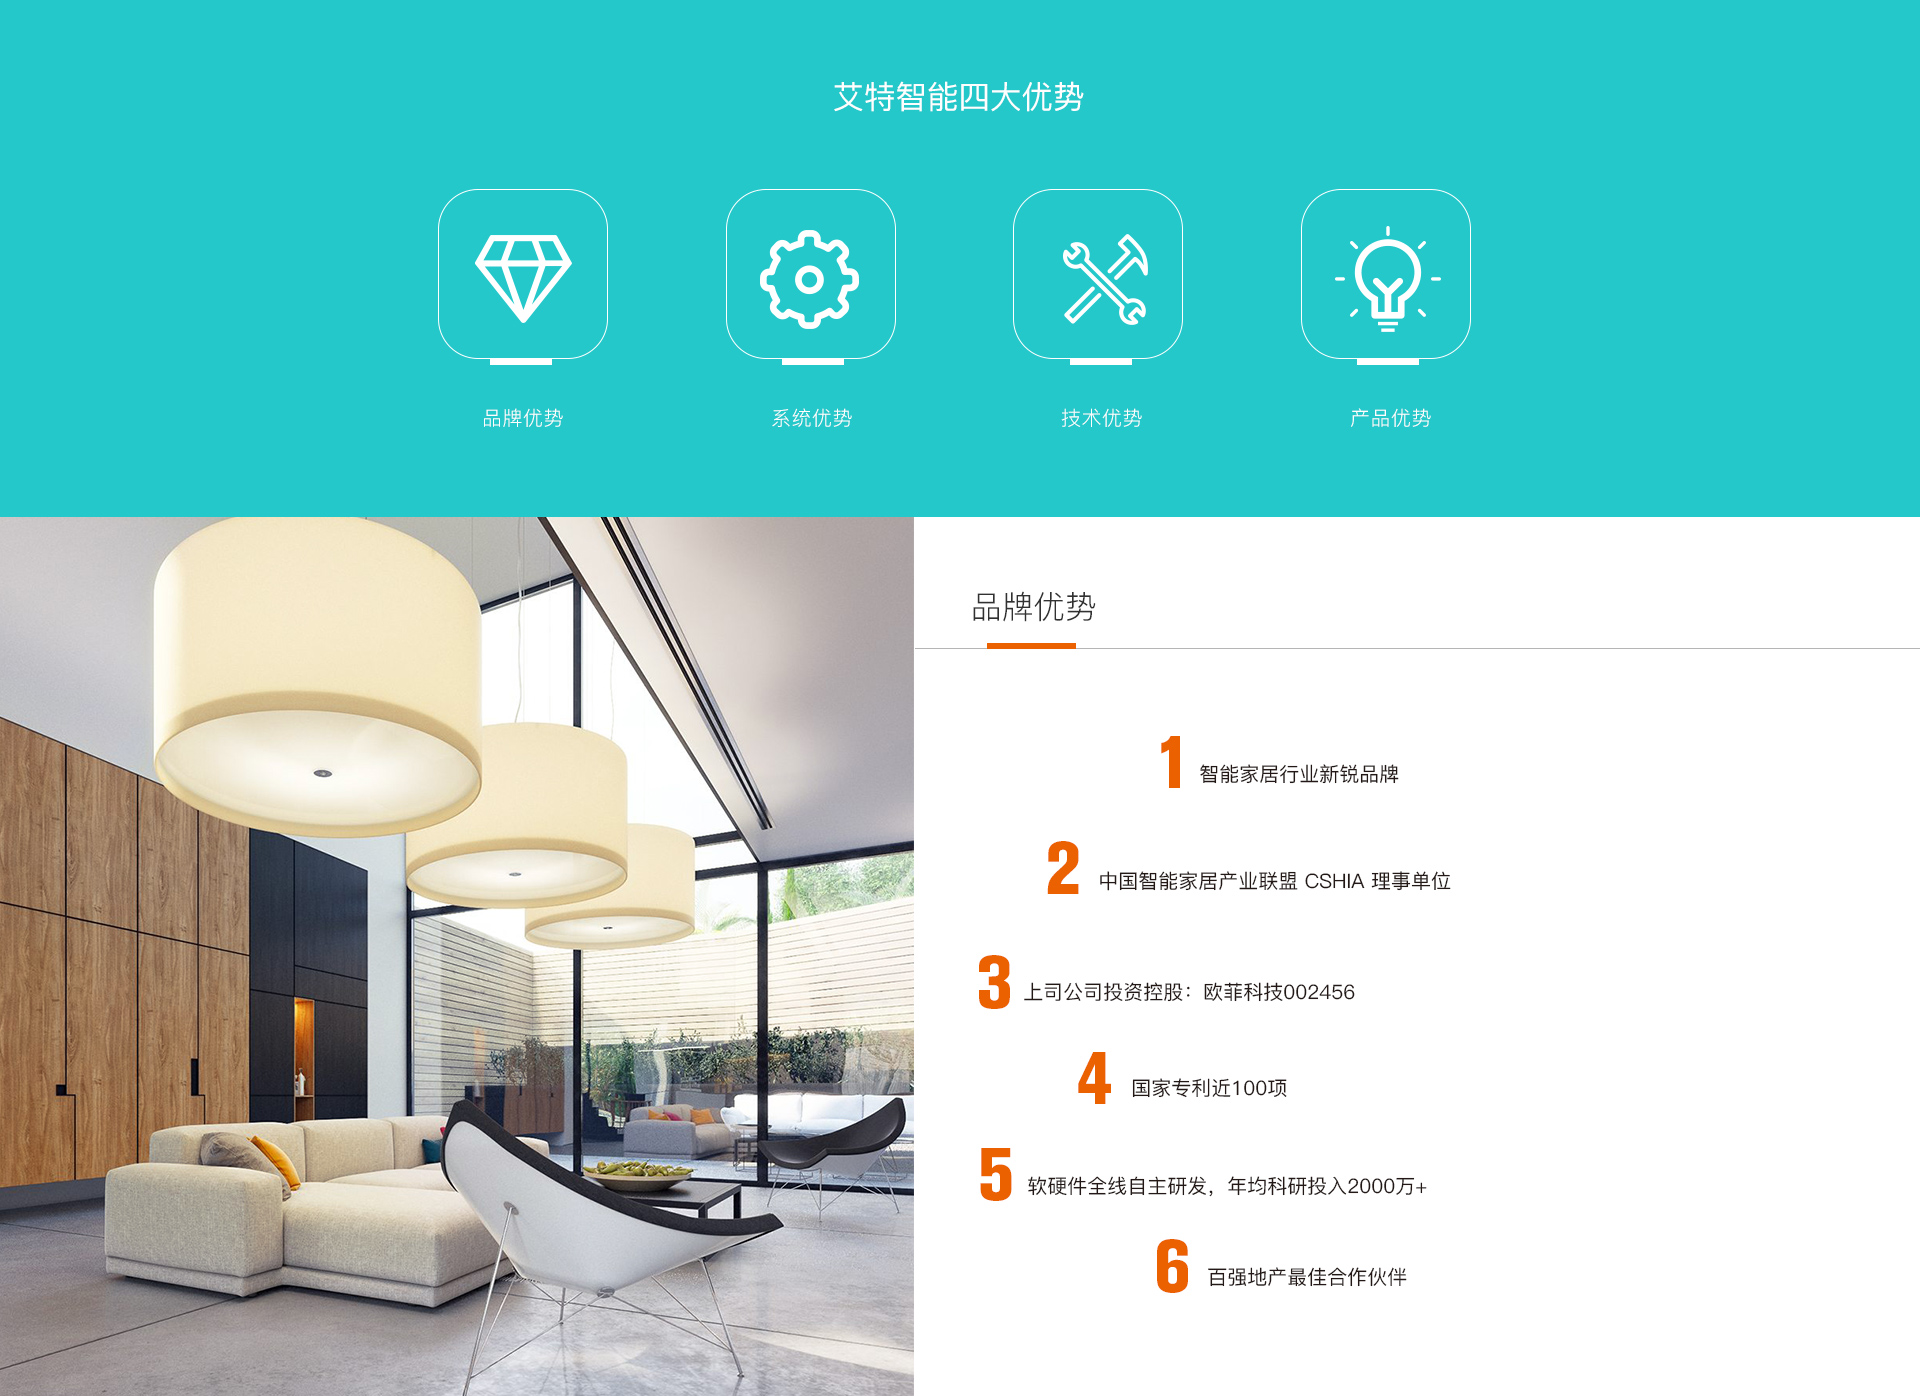 艾特智能四大优势
品牌优势
系统优势
技术优势
产品优势
品牌优势
1 智能家居行业新锐品牌
2 中国智能家居产业联盟 CSHIA 理事单位
3 上司公司投资控股：欧菲科技002456
4 国家专利近100项
5 软硬件全线自主研发，年均科研投入2000万+
6 百强地产最佳合作伙伴